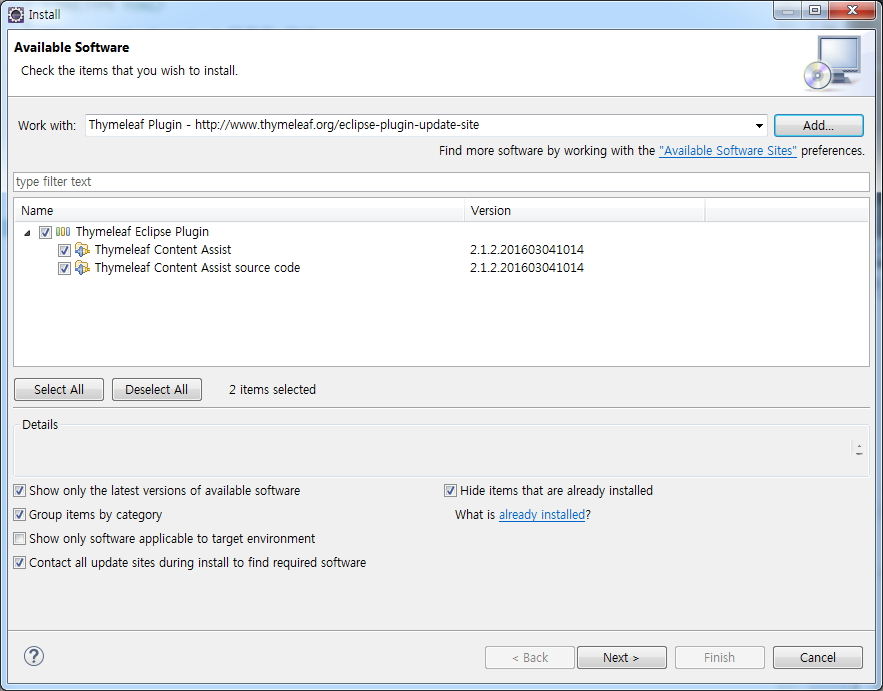 Install
Available Software
Check the items that you wish to install.
Work with: Thymeleaf Plugin - http://www.thymeleaf.org/eclipse-plugin-update-site Add...
Find more software by working with the "Available Software Sites" preferences.
type filter text
Name Version
Thymeleaf Eclipse Plugin
Thymeleaf Content Assist 2.1.2.201603041014
Thymeleaf Content Assist source code 2.1.2.201603041014
Select All Deselect All 2 items selected
Details
Show only the latest versions of available software Hide items that are already installed
Group items by category What is already installed?
Show only software applicable to target environment
Contact all update sites during install to find required software
? < Back Next > Finish Cancel